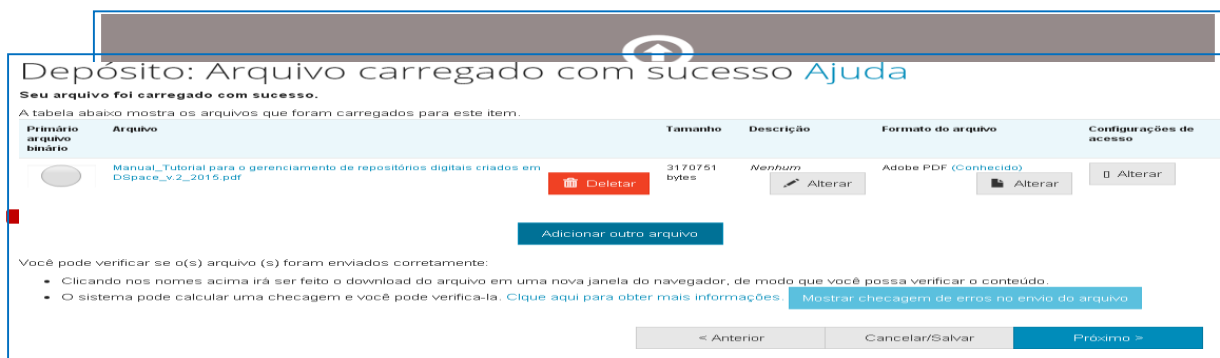 Depósito: Arquivo carregado com sucesso Ajuda
Seu arquivo foi carregado com sucesso.
A tabela abaixo mostra os arquivos que foram carregados para este item.
Primário arquivo binário
Arquivo
Tamanho
Descrição
Formato do arquivo
Configurações de acesso
Manual_Tutorial para o gerenciamento de repositórios digitais criados em
DSpace_v.2_2015.pdf
Deletar
3170751
bytes
Nenhum
Alterar
Adobe PDF (Conhecido)
Alterar
Alterar
Adicionar outro arquivo
Você pode verificar se o(s) arquivo (s) foram enviados corretamente:
• Clicando nos nomes acima irá ser feito o download do arquivo em uma nova janela do navegador, de modo que você possa verificar o conteúdo.
• O sistema pode calcular uma checagem e você pode verifica-la. Clque aqui para obter mais informações. Mostrar checagem de erros no envio do arquivo
< Anterior
Cancelar/Salvar
Próximo >